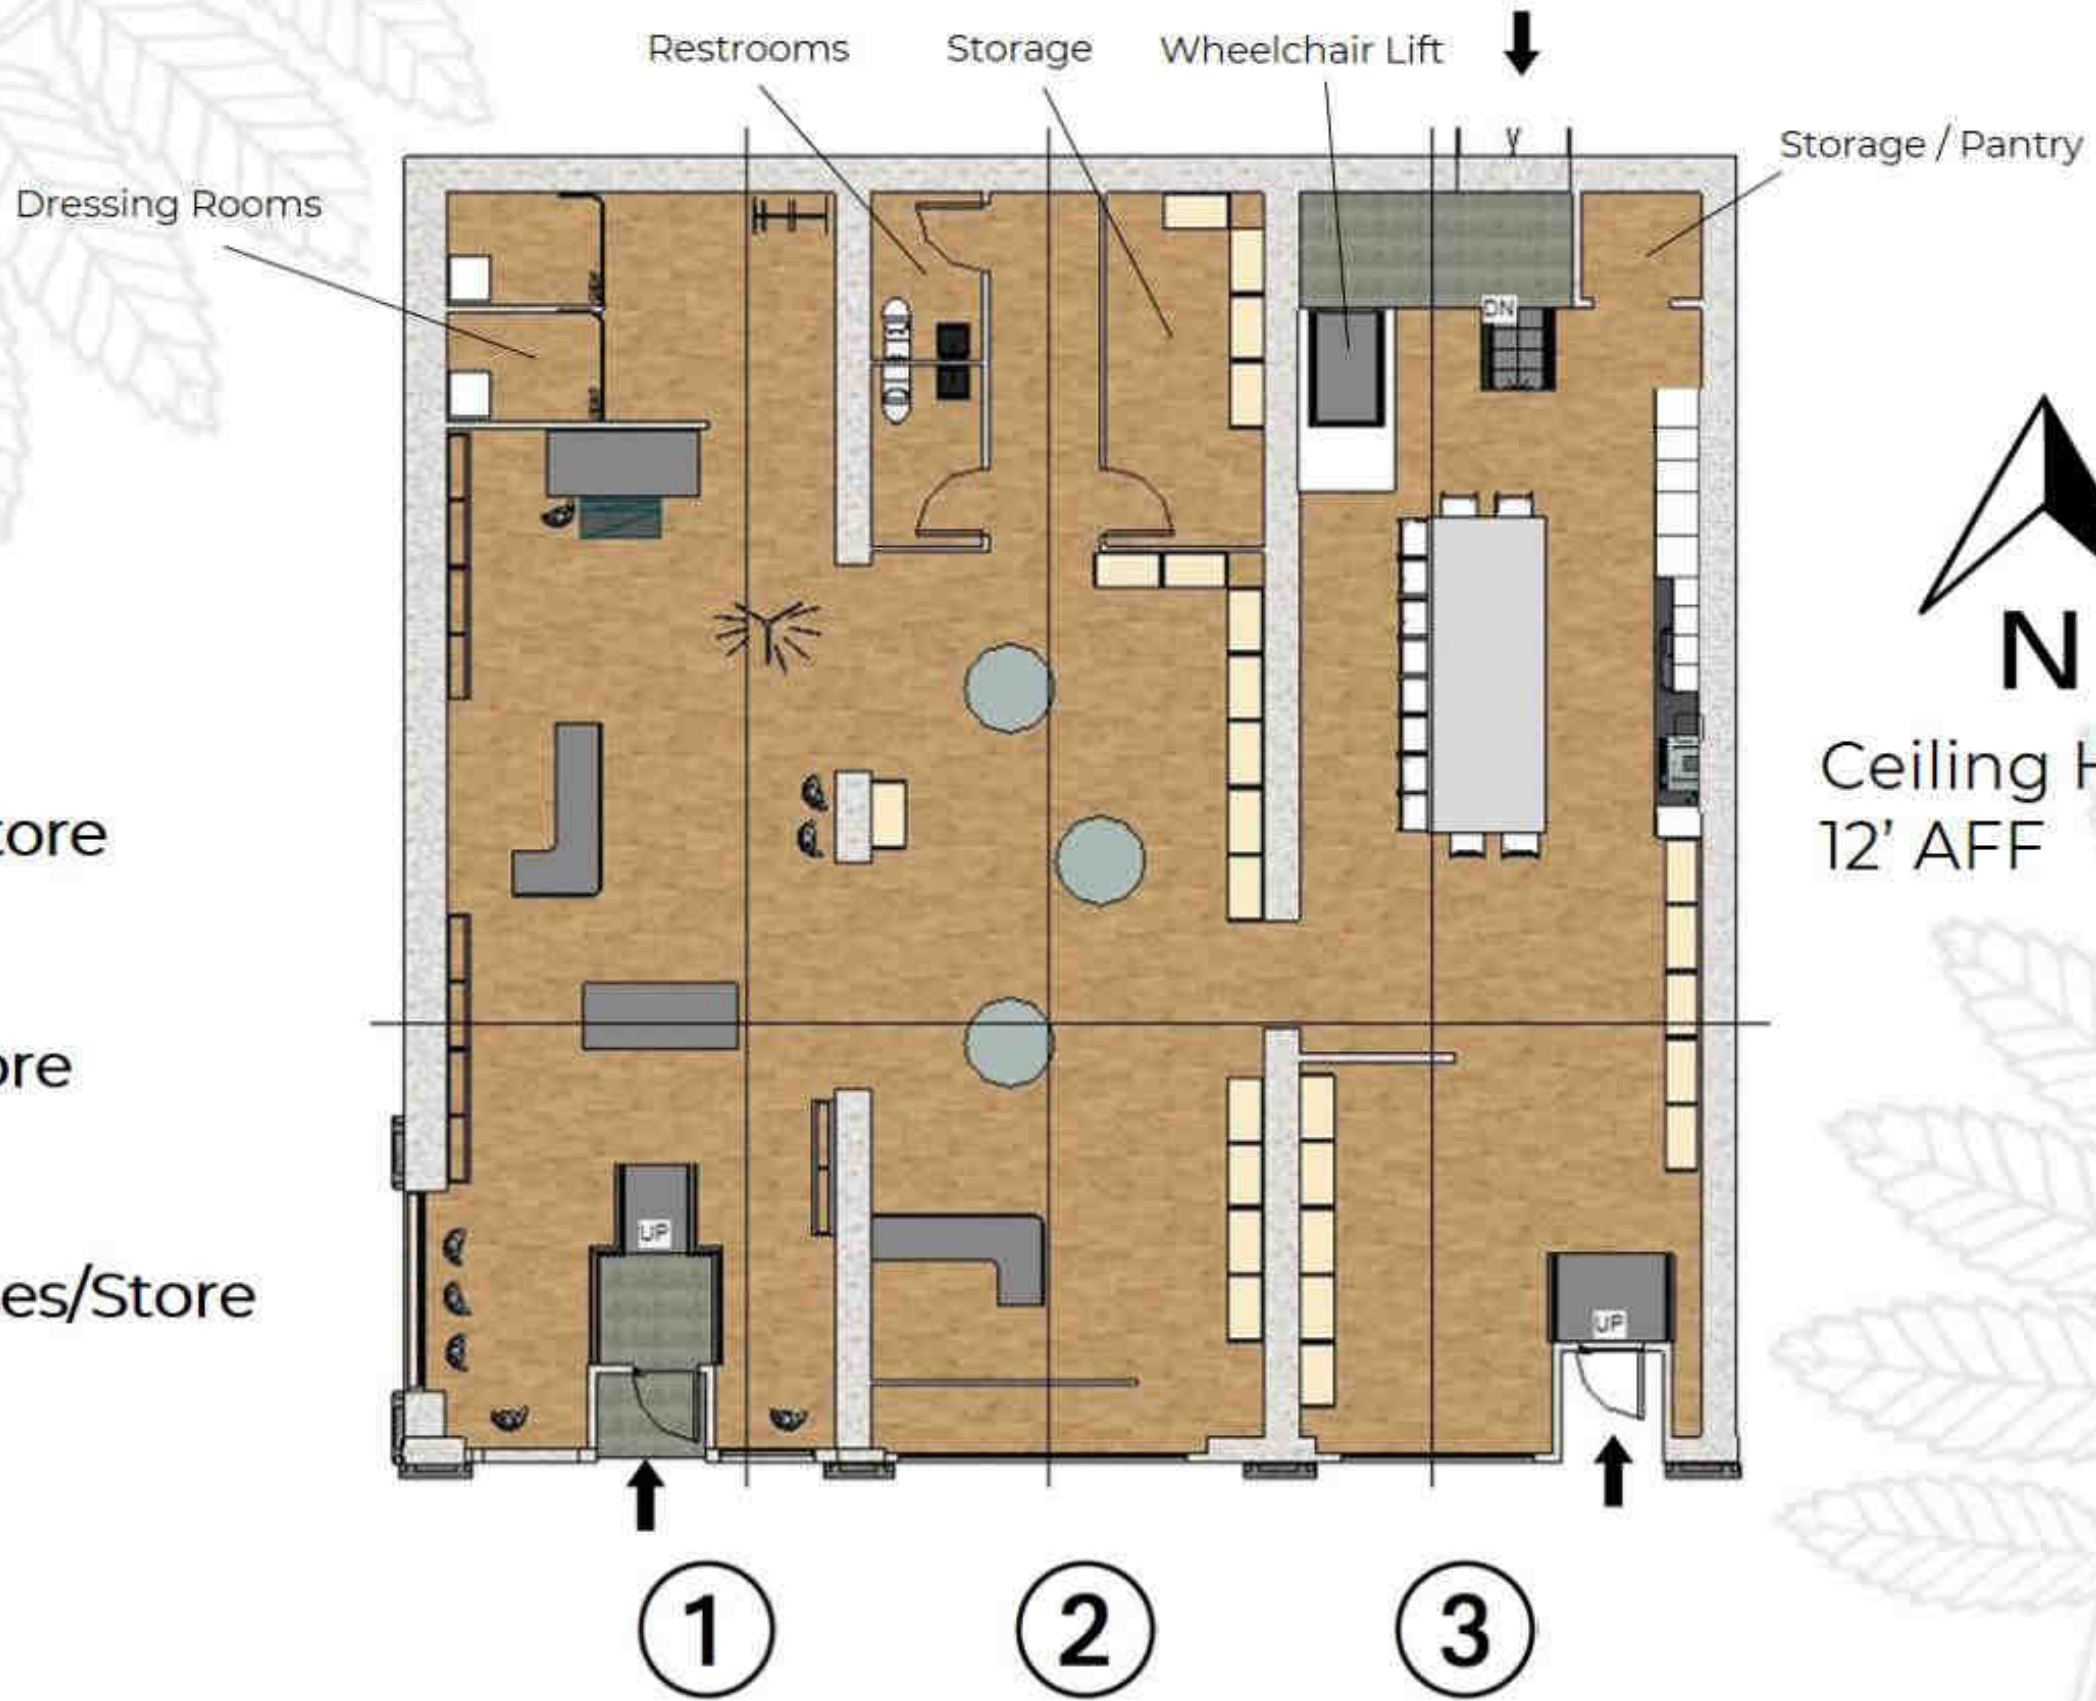 Restrooms
Storage
Wheelchair Lift
Storage / Pantry
Dressing Rooms
DN
N
Ceiling H
12' AFF
tore
ore
es/Store
UP
UP
1
2
3